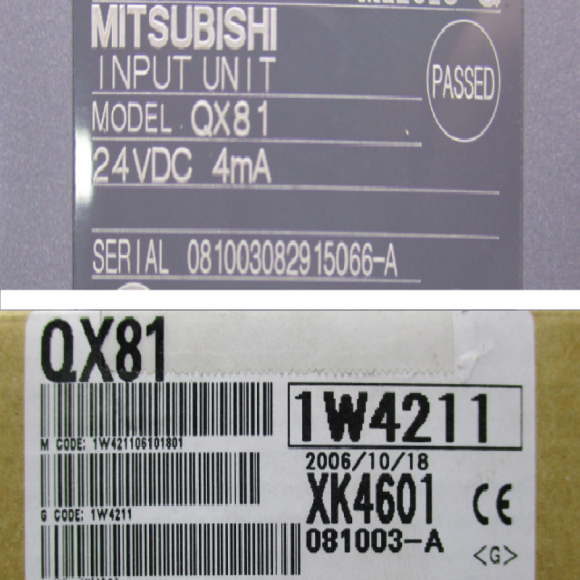 MITSUBISHI
INPUT UNIT
PASSED
MODEL QX81
24VDC 4mA
SERIAL 081003082915066-A
QX81
1W4211
M CODE: 1W421106101801
2006/10/18
XK4601
G CODE: 1W4211
081003-A
<G>